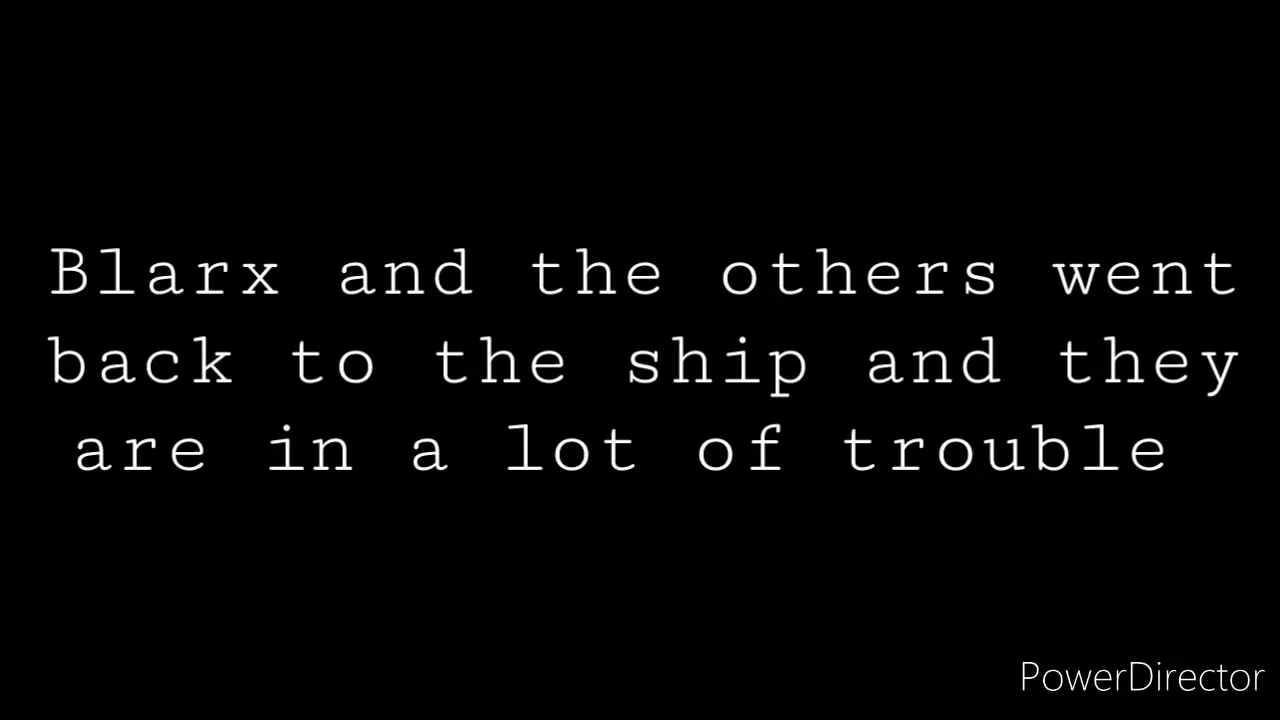 Blarx and the others went
back to the ship and they
are in a lot of trouble
PowerDirector